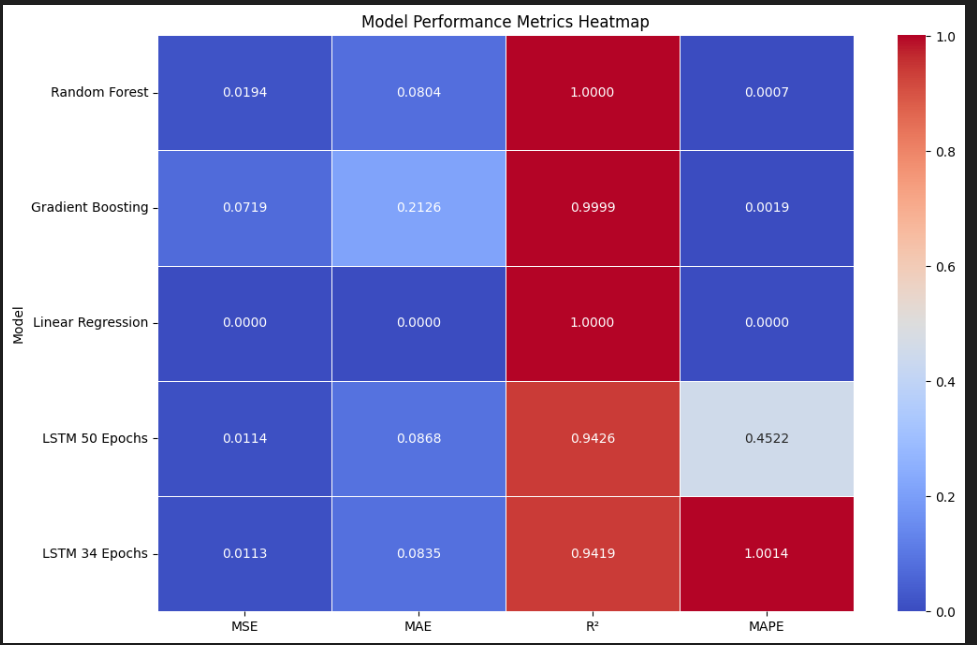 Model Performance Metrics Heatmap
Random Forest 0.0194 0.0804 1.0000 0.0007
Gradient Boosting 0.0719 0.2126 0.9999 0.0019
Linear Regression 0.0000 0.0000 1.0000 0.0000
LSTM 50 Epochs 0.0114 0.0868 0.9426 0.4522
LSTM 34 Epochs 0.0113 0.0835 0.9419 1.0014
MSE MAE R² MAPE
Model
1.0
0.8
0.6
0.4
0.2
0.0